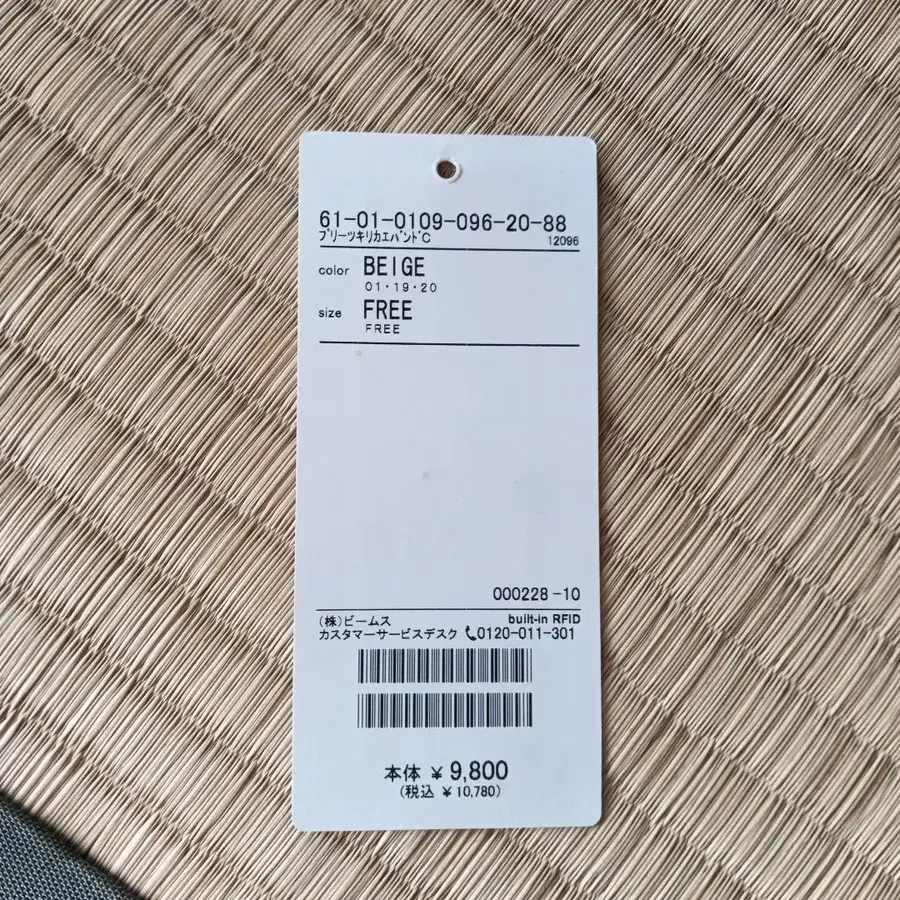 61-01-0109-096-20-88
プリーツキリカエバンドC 12096
color BEIGE
01・19・20
size FREE
FREE
000228-10
(株)ビームス built-in RFID
カスタマーサービスデスク 📞0120-011-301
本体 ¥9,800
(税込 ¥10,780)